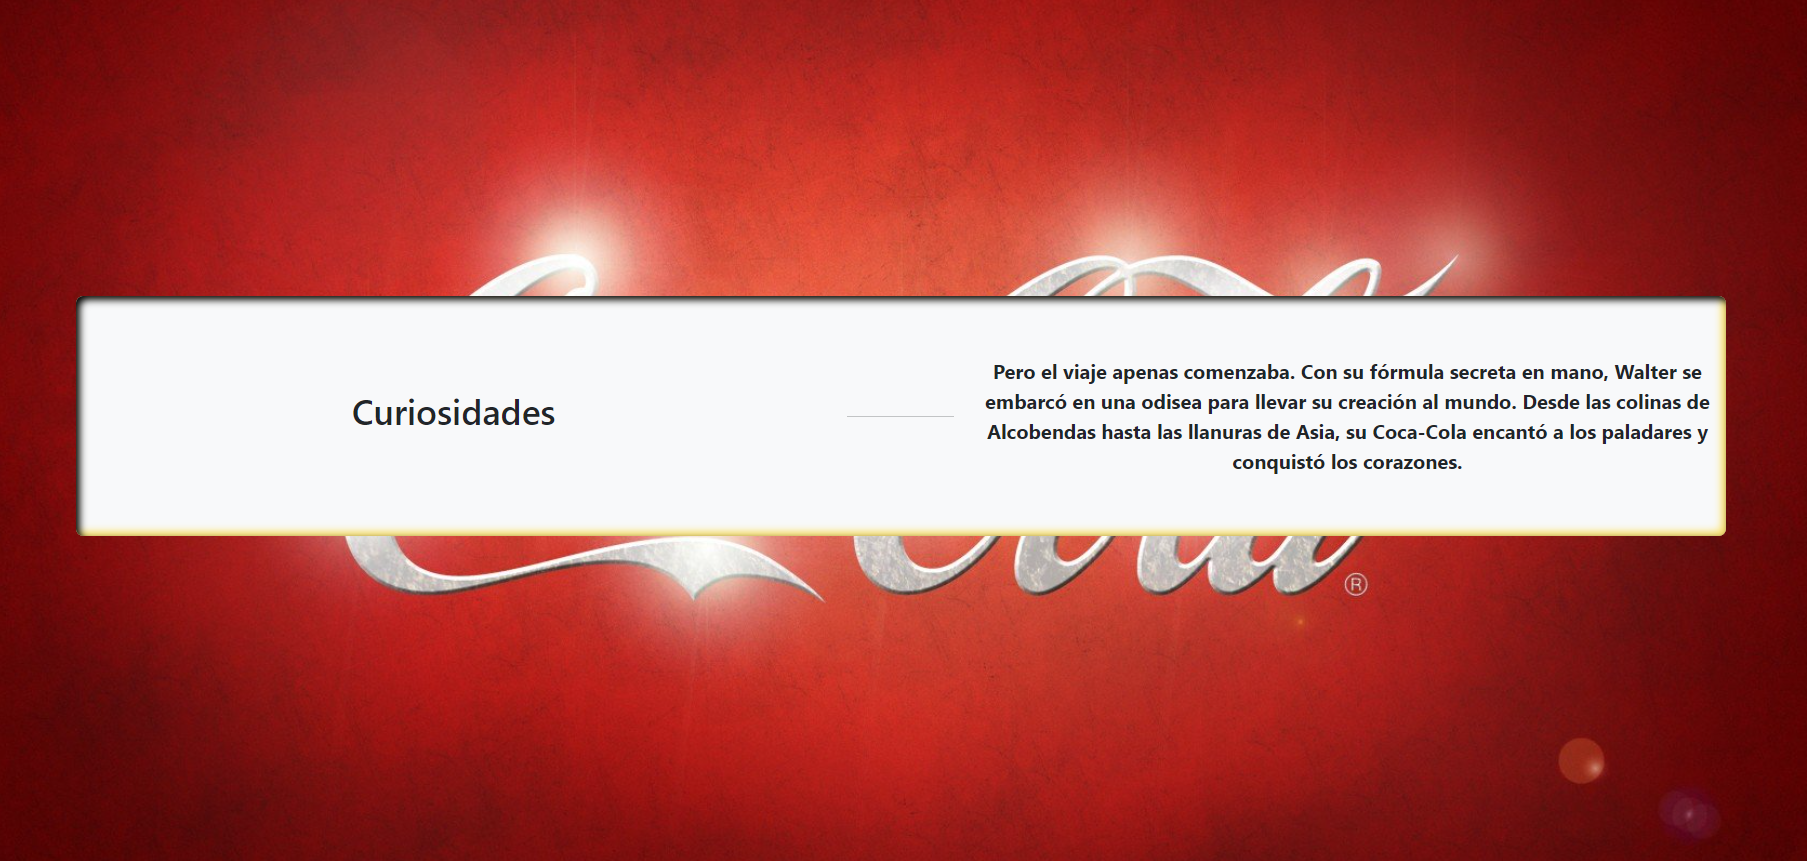 Curiosidades
Pero el viaje apenas comenzaba. Con su fórmula secreta en mano, Walter se
embarcó en una odisea para llevar su creación al mundo. Desde las colinas de
Alcobendas hasta las llanuras de Asia, su Coca-Cola encantó a los paladares y
conquistó los corazones.
®